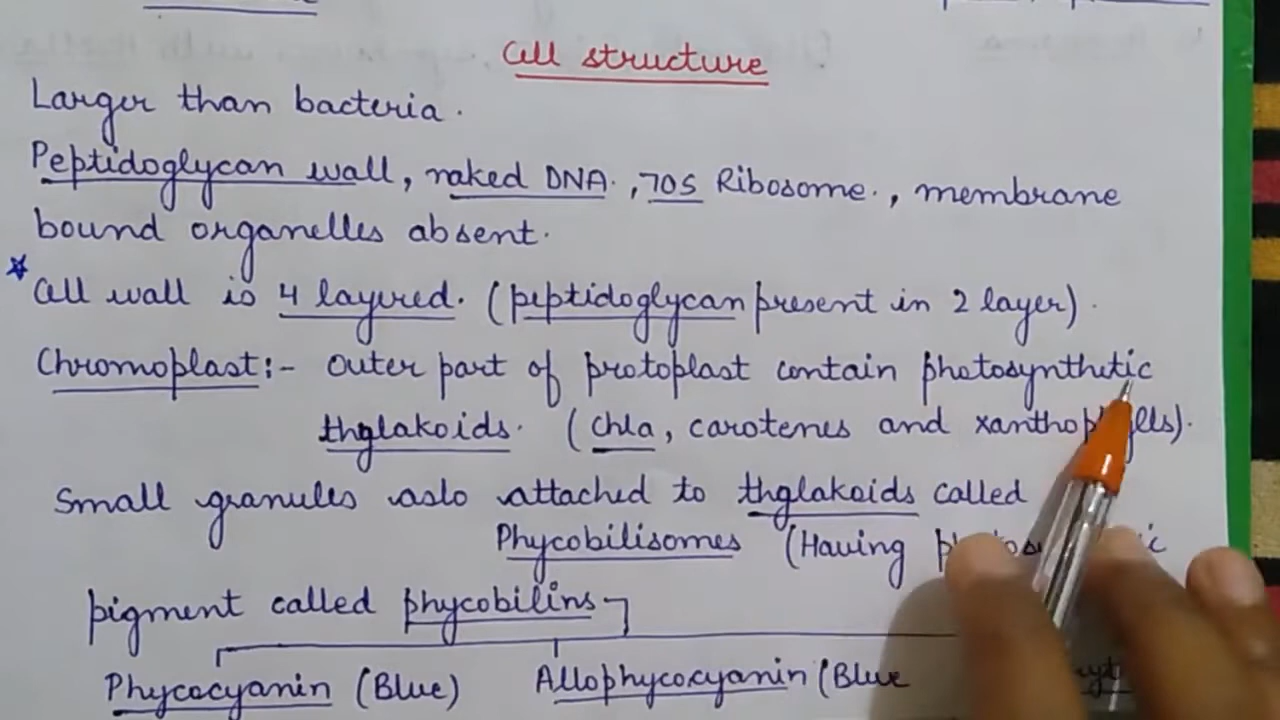 Cell structure
Larger than bacteria.
Peptidoglycan wall, naked DNA., 70S Ribosome., membrane
bound organelles absent.
Cell wall is 4 layered. (peptidoglycan present in 2 layer).
Chromoplast:- Outer part of protoplast contain photosynthetic
thglakoids. (chla, carotenes and
Small granules aslo attached to thglakoids called
Phycobilisomes (Having
pigment called phycobilins
Phycocyanin (Blue) Allophycocyanin (Blue